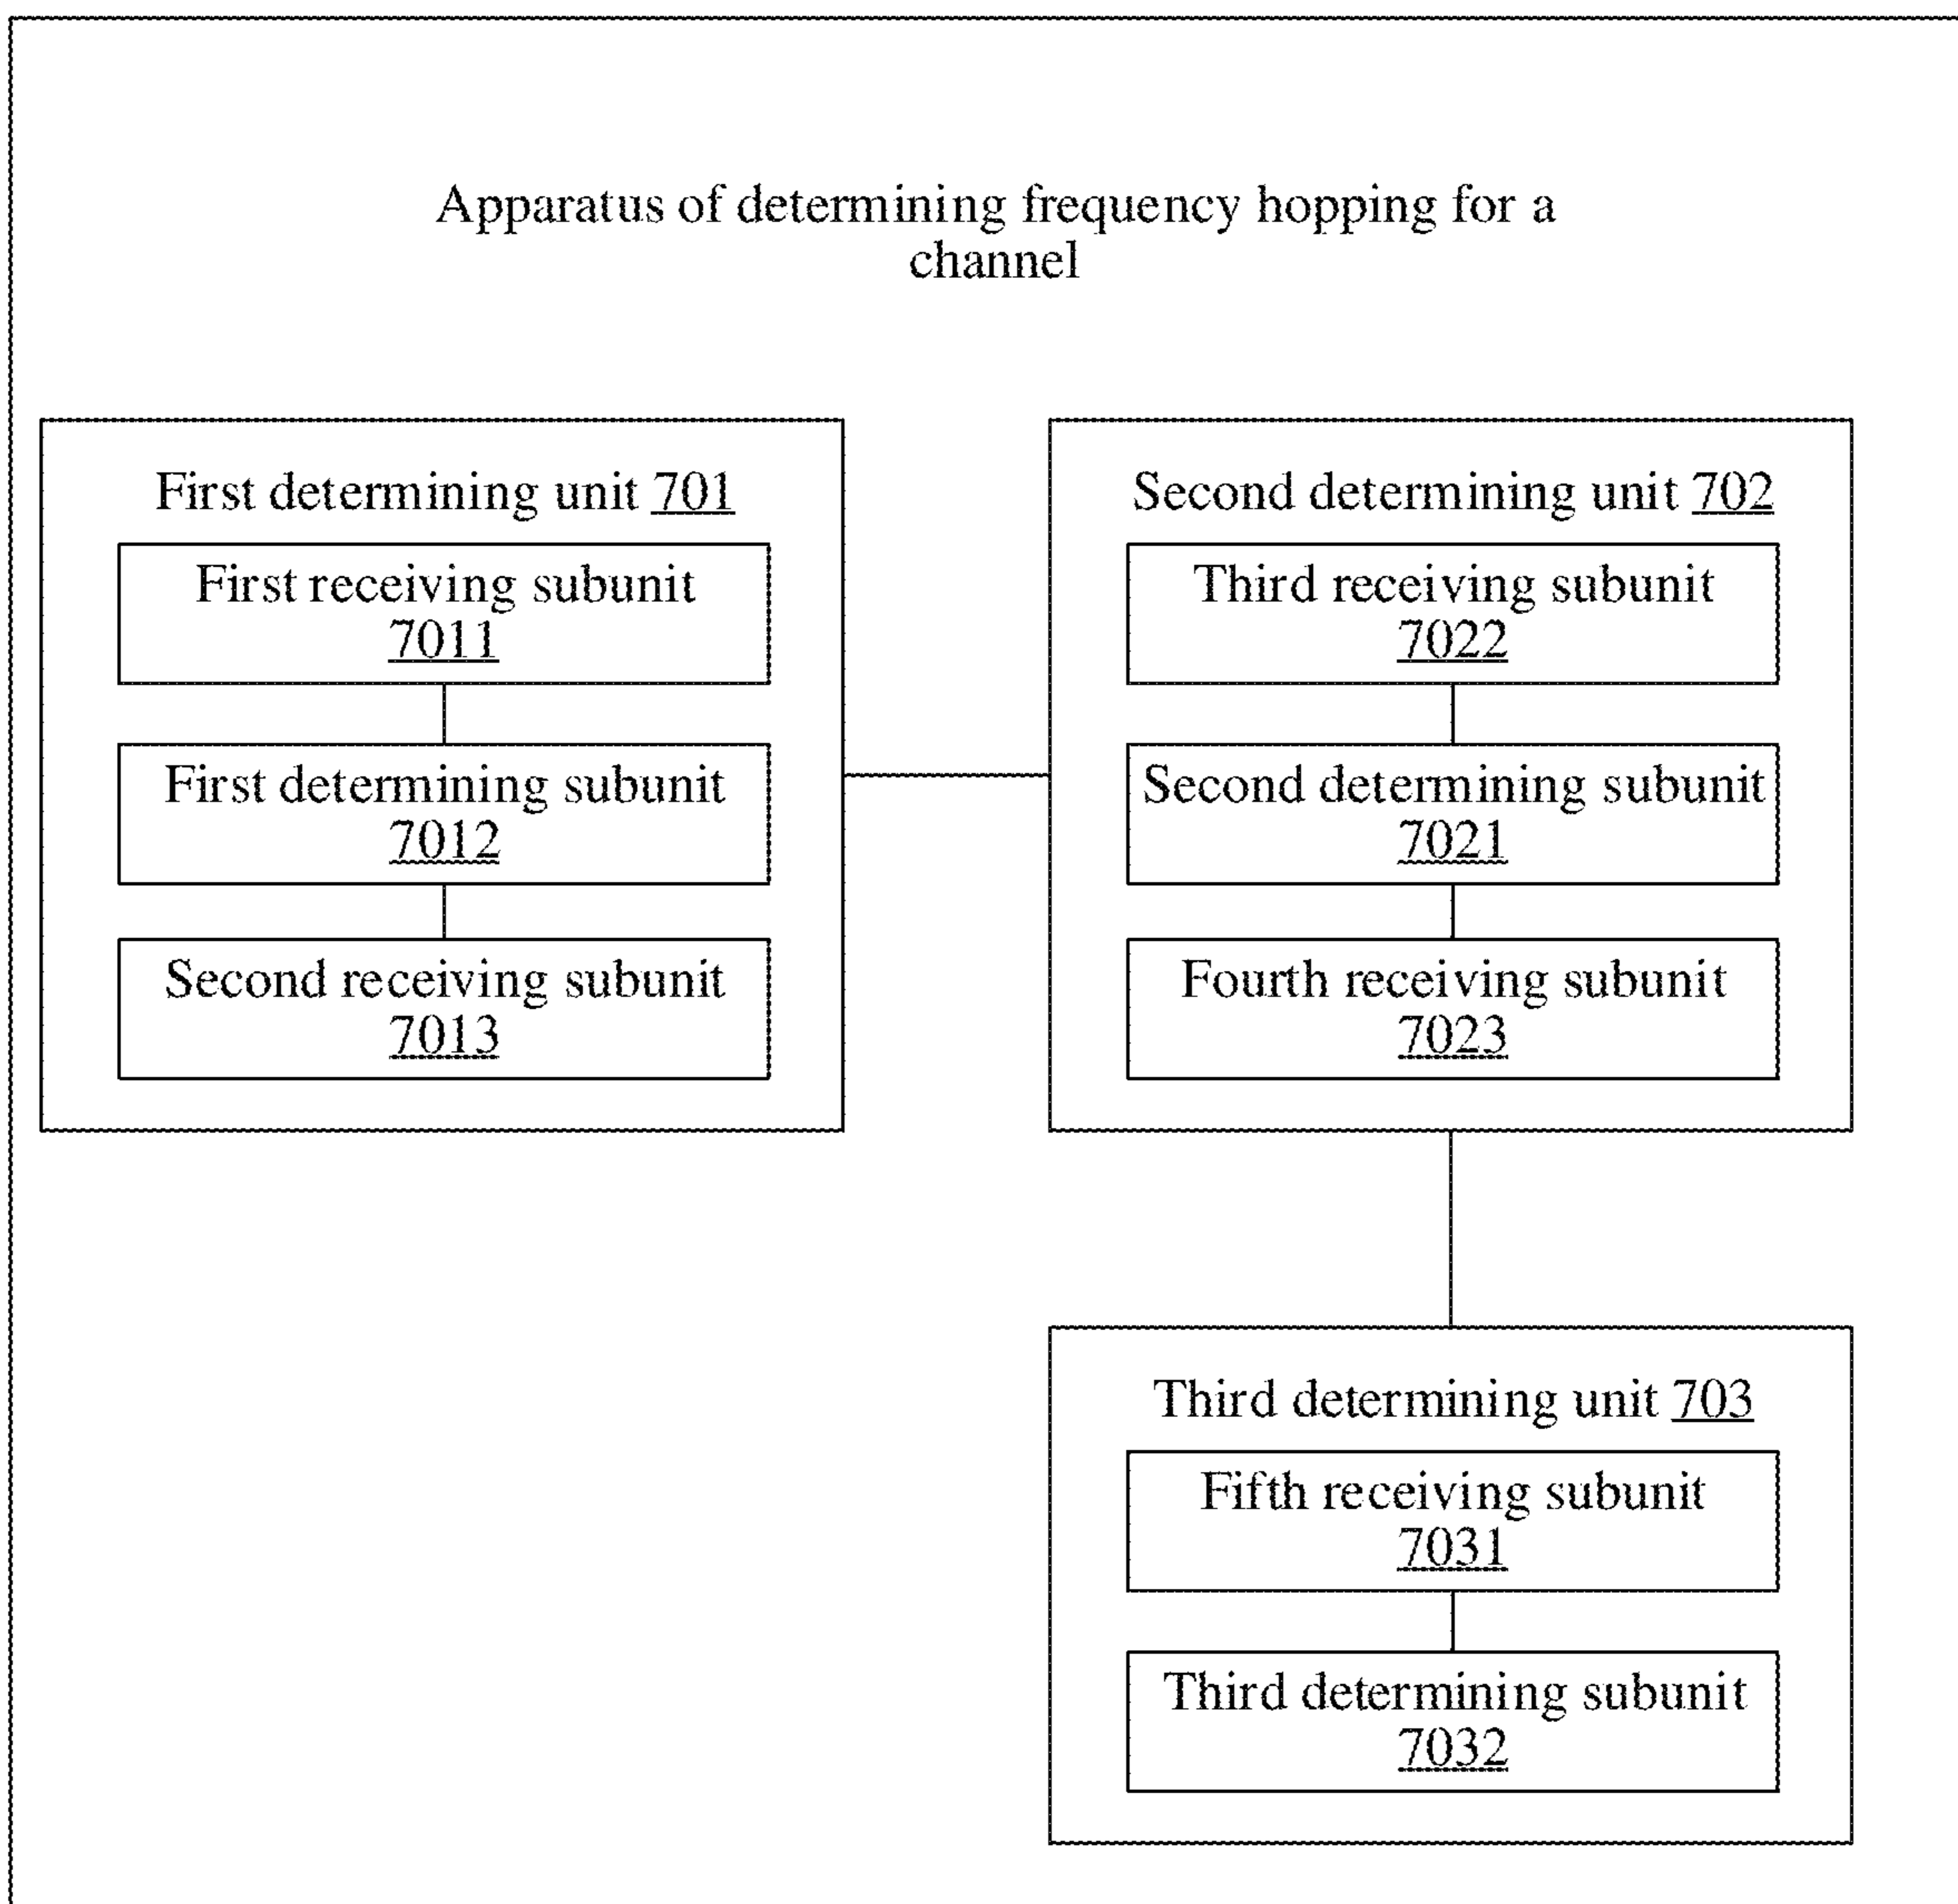 Apparatus of determining frequency hopping for a
channel
First determining unit 701
First receiving subunit
7011
First determining subunit
7012
Second receiving subunit
7013
Second determining unit 702
Third receiving subunit
7022
Second determining subunit
7021
Fourth receiving subunit
7023
Third determining unit 703
Fifth receiving subunit
7031
Third determining subunit
7032